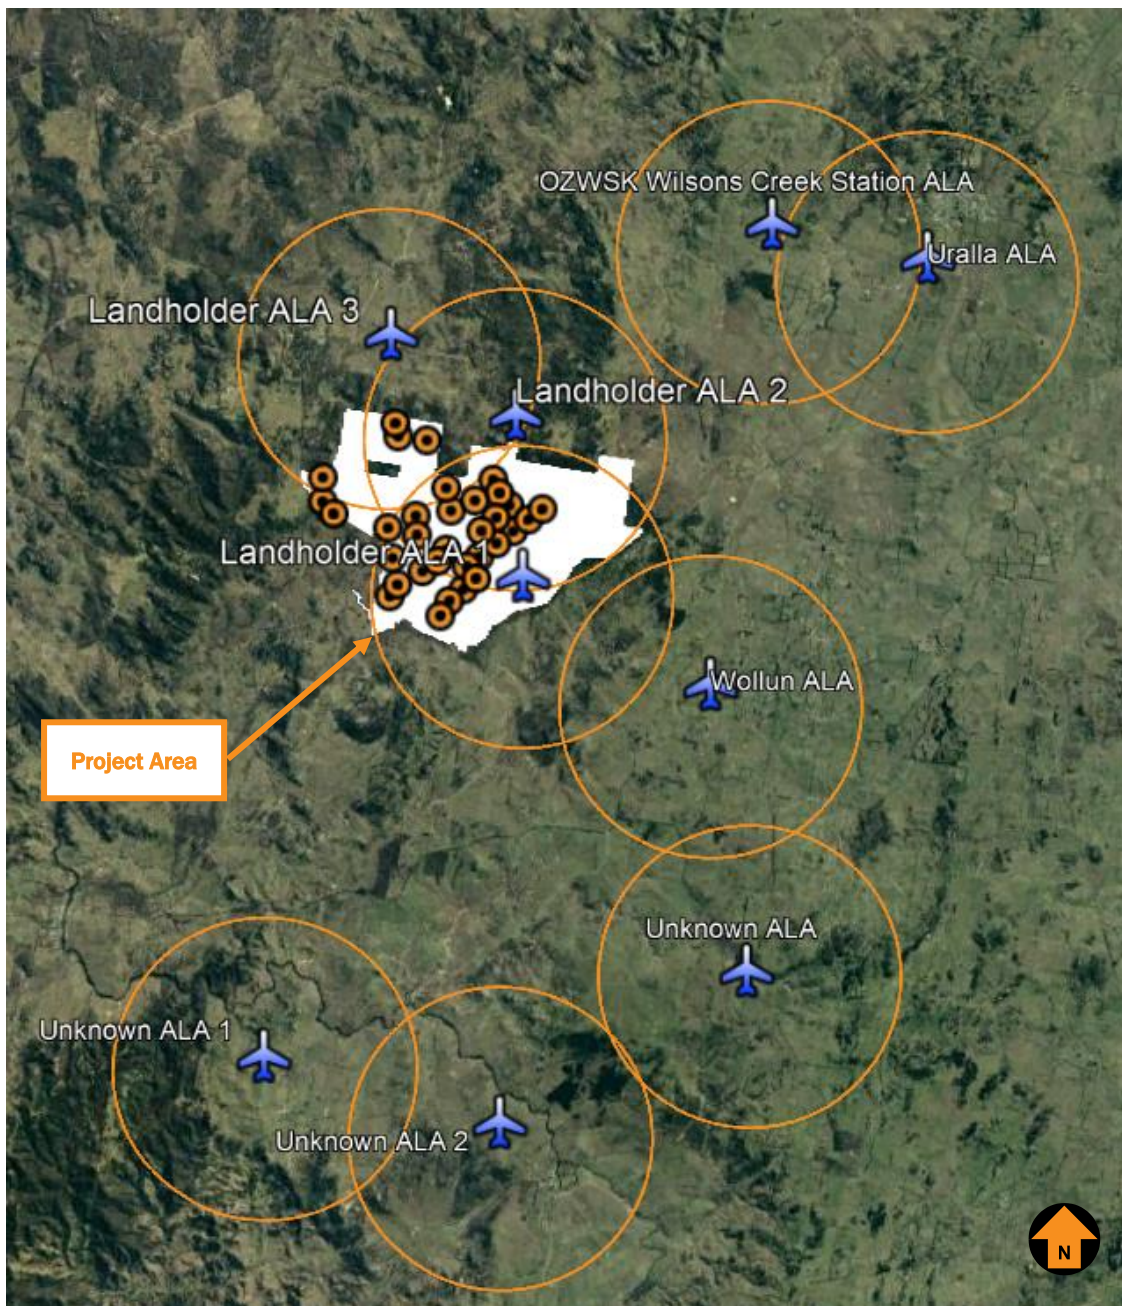 OZWSK Wilsons Creek Station ALA
Uralla ALA
Landholder ALA 3
Landholder ALA 2
Landholder ALA 1
Wollun ALA
Project Area
Unknown ALA
Unknown ALA 1
Unknown ALA 2
N